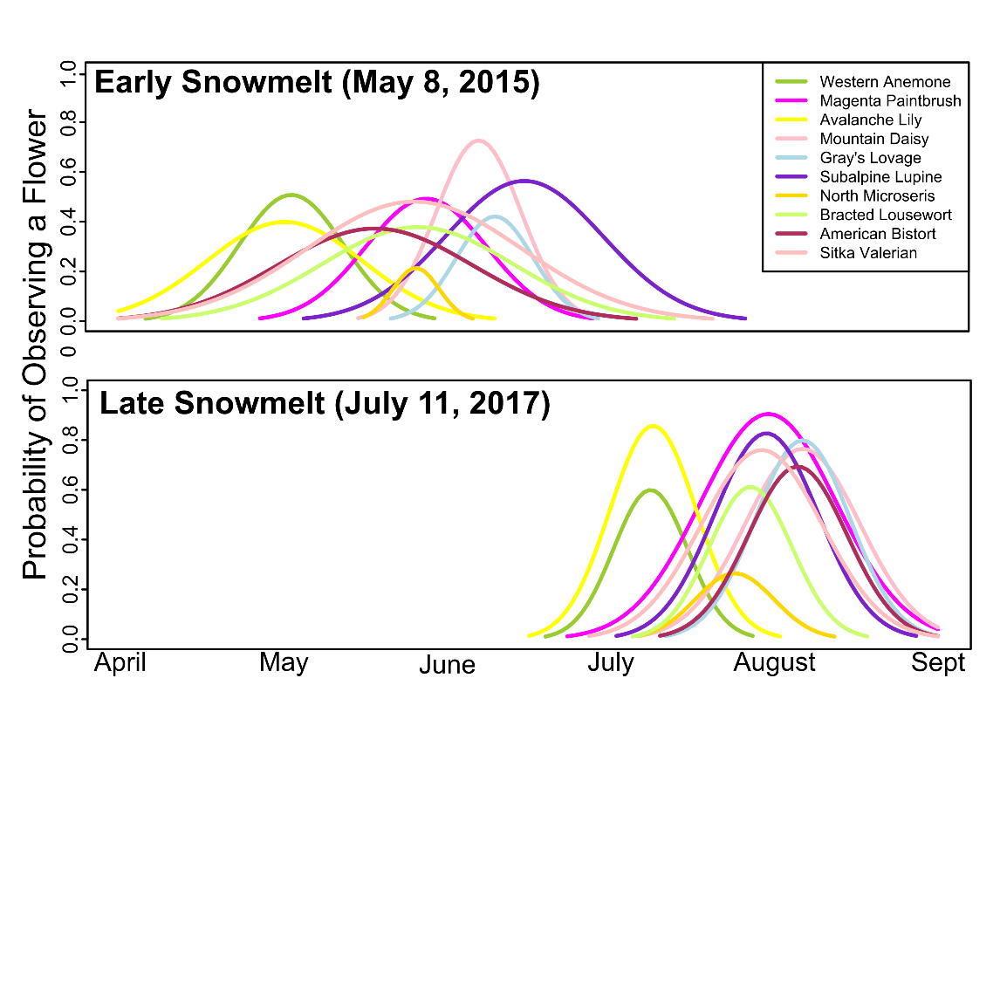 Probability of Observing a Flower
Early Snowmelt (May 8, 2015)
1.0
0.8
0.6
0.4
0.2
0.0
0
Western Anemone
Magenta Paintbrush
Avalanche Lily
Mountain Daisy
Gray's Lovage
Subalpine Lupine
North Microseris
Bracted Lousewort
American Bistort
Sitka Valerian
Late Snowmelt (July 11, 2017)
1.0
0.8
0.6
0.4
0.2
0.0
April May June July August Sept